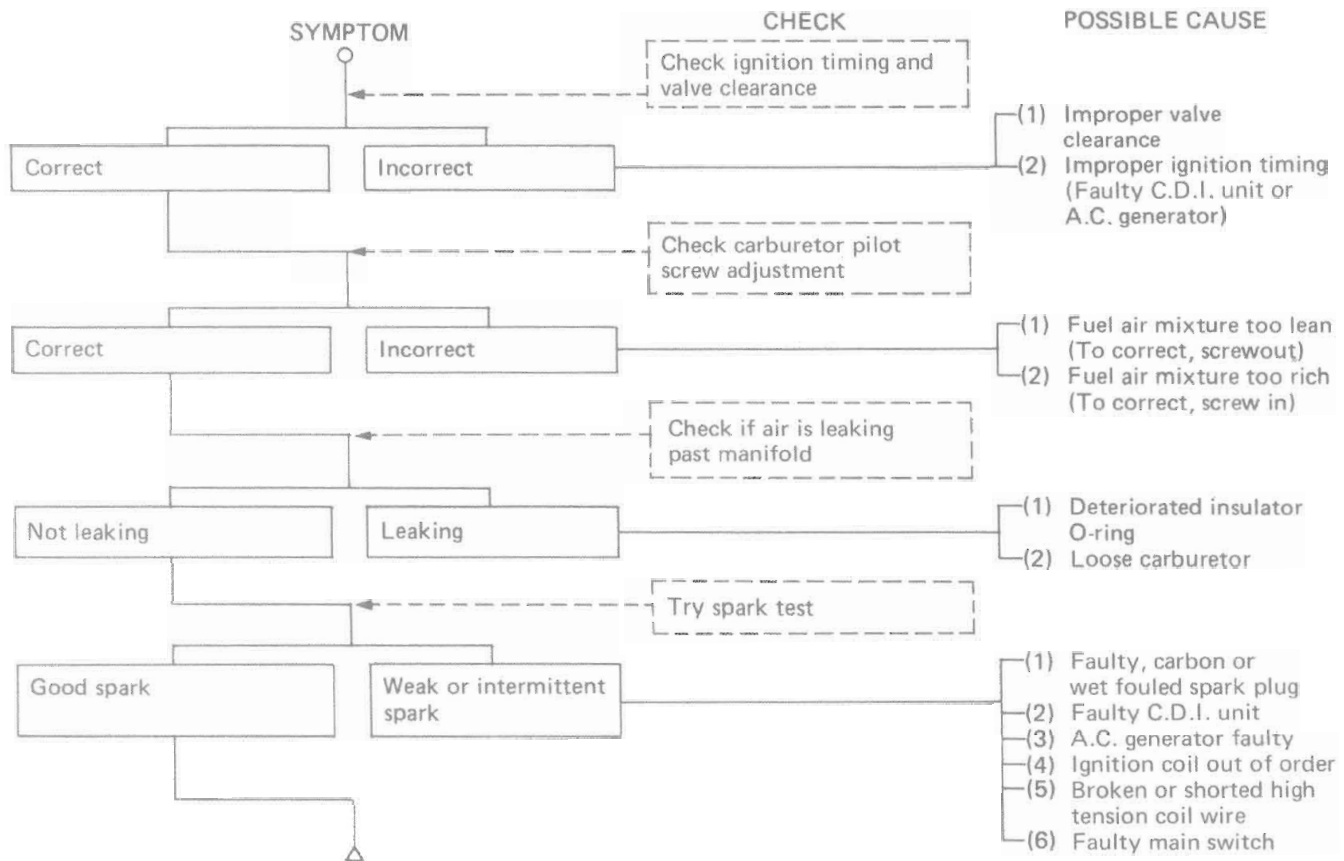 SYMPTOM
CHECK
POSSIBLE CAUSE
Check ignition timing and
valve clearance
Correct
Incorrect
(1) Improper valve
clearance
(2) Improper ignition timing
(Faulty C.D.I. unit or
A.C. generator)
Check carburetor pilot
screw adjustment
Correct
Incorrect
(1) Fuel air mixture too lean
(To correct, screwout)
(2) Fuel air mixture too rich
(To correct, screw in)
Check if air is leaking
past manifold
Not leaking
Leaking
(1) Deteriorated insulator
O-ring
(2) Loose carburetor
Try spark test
Good spark
Weak or intermittent
spark
(1) Faulty, carbon or
wet fouled spark plug
(2) Faulty C.D.I. unit
(3) A.C. generator faulty
(4) Ignition coil out of order
(5) Broken or shorted high
tension coil wire
(6) Faulty main switch